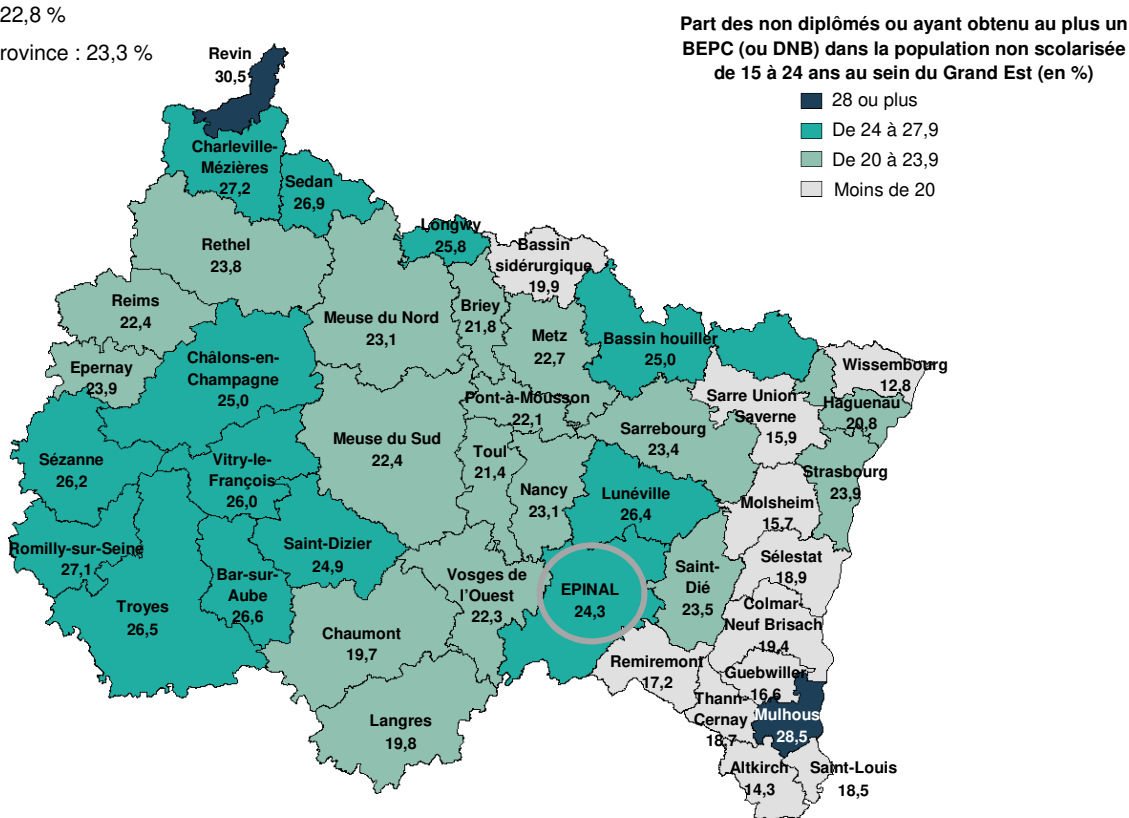 22,8 %
rovince : 23,3 %
Part des non diplômés ou ayant obtenu au plus un
BEPC (ou DNB) dans la population non scolarisée
de 15 à 24 ans au sein du Grand Est (en %)
28 ou plus
De 24 à 27,9
De 20 à 23,9
Moins de 20
Revin
30,5
Charleville-
Mézières
27,2
Sedan
26,9
Longwy
25,8
Bassin
sidérurgique
19,9
Rethel
23,8
Reims
22,4
Meuse du Nord
23,1
Briey
21,8
Metz
22,7
Bassin houiller
25,0
Wissembourg
12,8
Epernay
23,9
Châlons-en-
Champagne
25,0
Pont-à-Mousson
22,1
Sarre Union
Saverne
15,9
Haguenau
20,8
Sarrebourg
23,4
Meuse du Sud
22,4
Toul
21,4
Sézanne
26,2
Vitry-le-
François
26,0
Nancy
23,1
Lunéville
26,4
Strasbourg
23,9
Molsheim
15,7
Romilly-sur-Seine
27,1
Saint-Dizier
24,9
Sélestat
18,9
Bar-sur-
Aube
26,6
Vosges de
l'Ouest
22,3
EPINAL
24,3
Saint-
Dié
23,5
Troyes
26,5
Colmar-
Neuf Brisach
19,4
Chaumont
19,7
Remiremont
17,2
Guebwiller
16,6
Thann-
Cernay
18,7
Mulhous
28,5
Langres
19,8
Altkirch
14,3
Saint-Louis
18,5